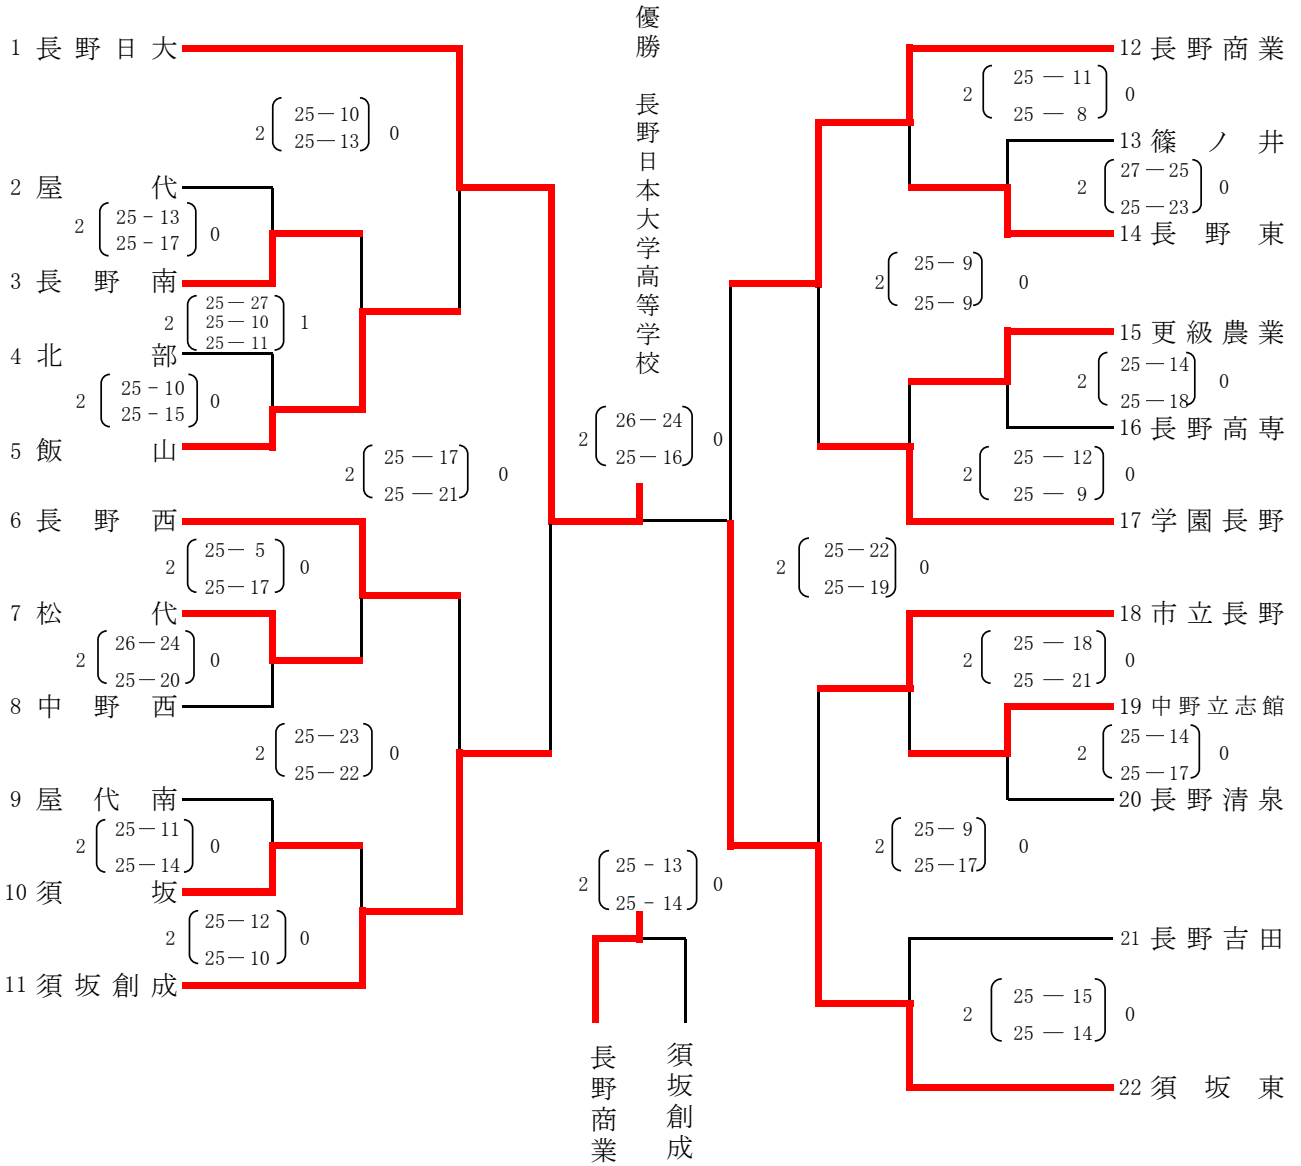 優勝　長野日本大学高等学校
1 長野日大
2 ( 25－10 25－13 ) 0
2 屋代
2 ( 25-13 25-17 ) 0
3 長野南
2 ( 25－27 25－10 25－11 ) 1
4 北部
2 ( 25-10 25-15 ) 0
5 飯山
2 ( 25－17 25－21 ) 0
6 長野西
2 ( 25－5 25－17 ) 0
7 松代
2 ( 26－24 25－20 ) 0
8 中野西
2 ( 25－23 25－22 ) 0
9 屋代南
2 ( 25－11 25－14 ) 0
10 須坂
2 ( 25－12 25－10 ) 0
11 須坂創成
2 ( 26－24 25－16 ) 0
2 ( 25-13 25-14 ) 0
長野商業
須坂創成
12 長野商業
2 ( 25－11 25－8 ) 0
13 篠ノ井
2 ( 27－25 25－23 ) 0
14 長野東
2 ( 25－9 25－9 ) 0
15 更級農業
2 ( 25－14 25－18 ) 0
16 長野高専
2 ( 25－12 25－9 ) 0
17 学園長野
2 ( 25－22 25－19 ) 0
18 市立長野
2 ( 25－18 25－21 ) 0
19 中野立志館
2 ( 25－14 25－17 ) 0
20 長野清泉
2 ( 25－9 25－17 ) 0
21 長野吉田
2 ( 25－15 25－14 ) 0
22 須坂東